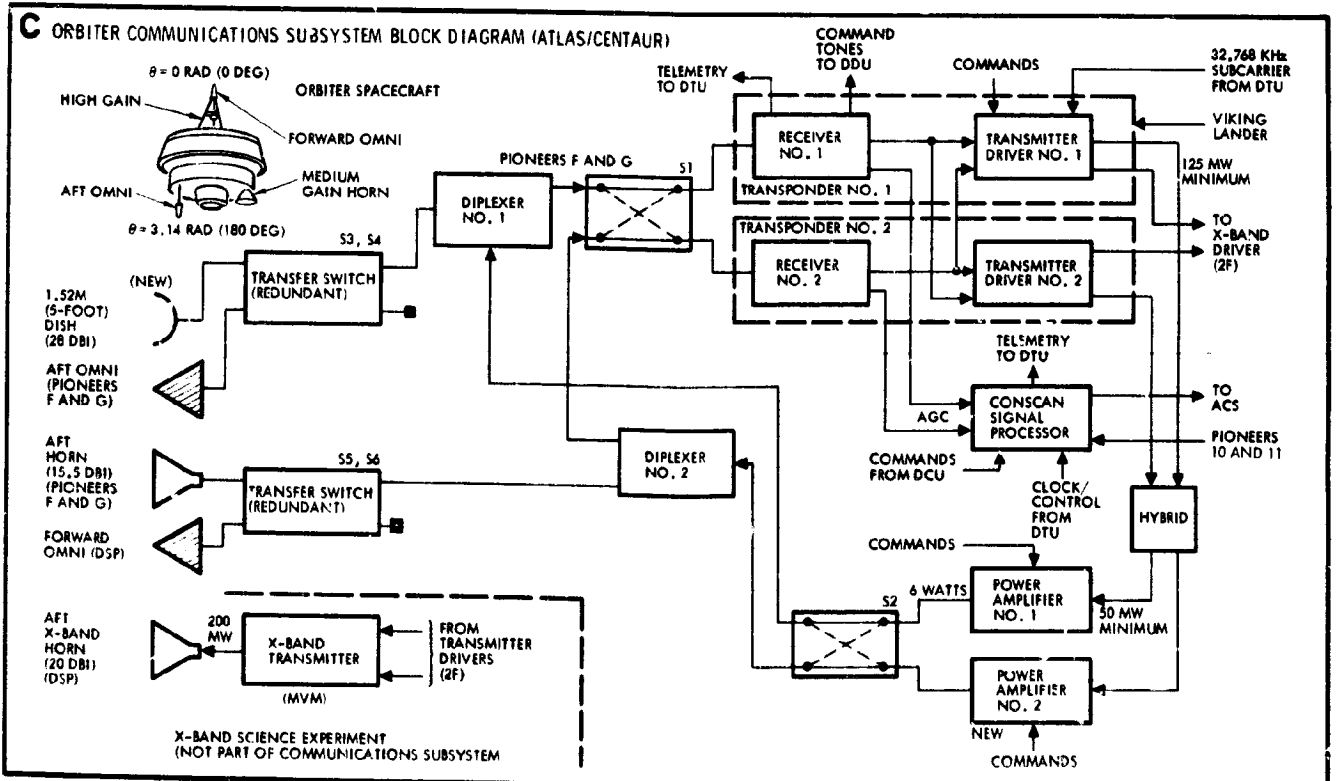 C ORBITER COMMUNICATIONS SUBSYSTEM BLOCK DIAGRAM (ATLAS/CENTAUR)
θ = 0 RAD (0 DEG)
HIGH GAIN
ORBITER SPACECRAFT
FORWARD OMNI
AFT OMNI
MEDIUM
GAIN HORN
θ = 3.14 RAD (180 DEG)
(NEW)
1.52M
(5-FOOT)
DISH
(28 DBI)
S3, S4
TRANSFER SWITCH
(REDUNDANT)
AFT OMNI
(PIONEERS
F AND G)
AFT
HORN
(15.5 DBI)
(PIONEERS
F AND G)
S5, S6
TRANSFER SWITCH
(REDUNDANT)
FORWARD
OMNI (DSP)
AFT
X-BAND
HORN
(20 DBI)
(DSP)
200
MW
X-BAND
TRANSMITTER
(MVM)
FROM
TRANSMITTER
DRIVERS
(2F)
X-BAND SCIENCE EXPERIMENT
(NOT PART OF COMMUNICATIONS SUBSYSTEM
DIPLEXER
NO. 1
PIONEERS F AND G
S1
DIPLEXER
NO. 2
TELEMETRY
TO DTU
COMMAND
TONES
TO DDU
COMMANDS
32,768 KHz
SUBCARRIER
FROM DTU
VIKING
LANDER
RECEIVER
NO. 1
TRANSMITTER
DRIVER NO. 1
TRANSPONDER NO. 1
125 MW
MINIMUM
TRANSPONDER NO. 2
RECEIVER
NO. 2
TRANSMITTER
DRIVER NO. 2
TO
X-BAND
DRIVER
(2F)
TELEMETRY
TO DTU
CONSCAN
SIGNAL
PROCESSOR
AGC
TO
ACS
PIONEERS
10 AND 11
COMMANDS
FROM DCU
CLOCK/
CONTROL
FROM
DTU
HYBRID
COMMANDS
6 WATTS
POWER
AMPLIFIER
NO. 1
50 MW
MINIMUM
S2
POWER
AMPLIFIER
NO. 2
NEW
COMMANDS